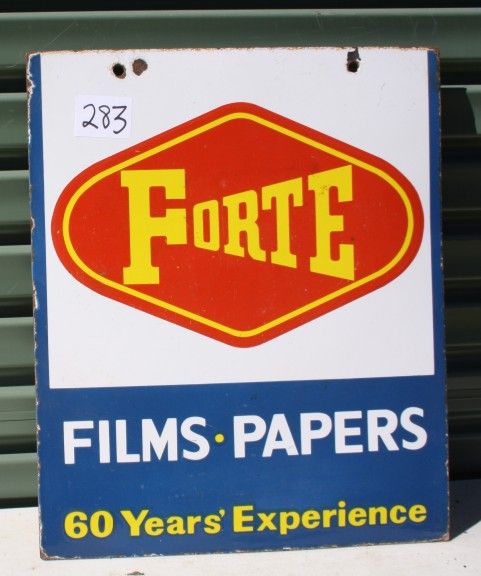 283
FORTE
FILMS · PAPERS
60 Years' Experience